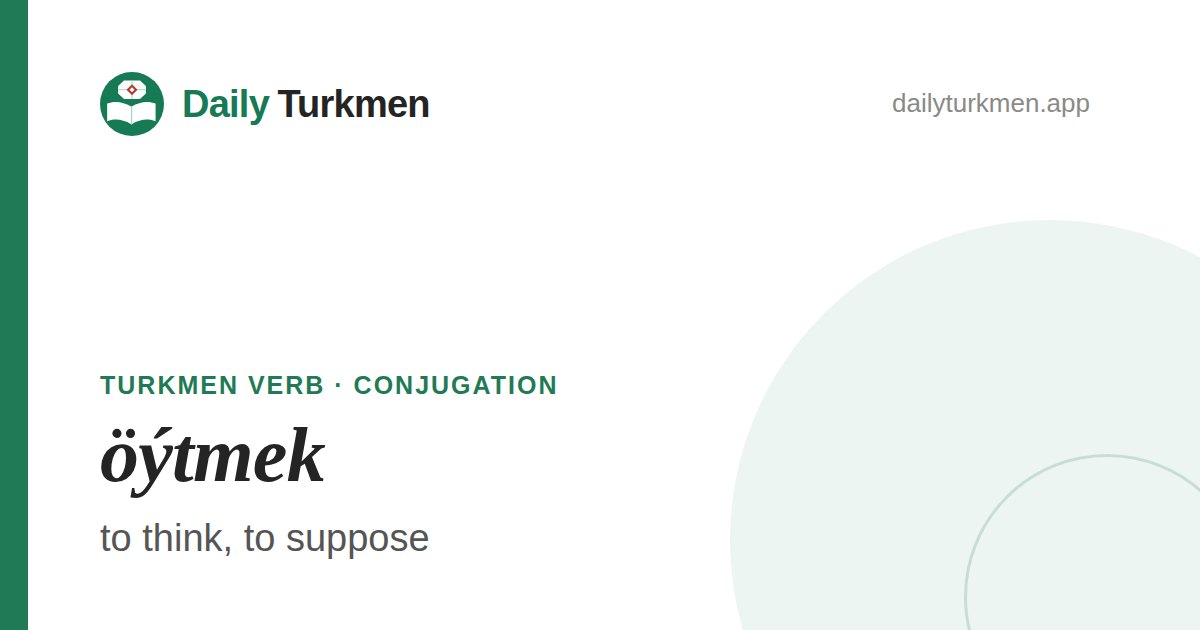 Daily Turkmen
dailyturkmen.app
TURKMEN VERB · CONJUGATION
öýtmek
to think, to suppose